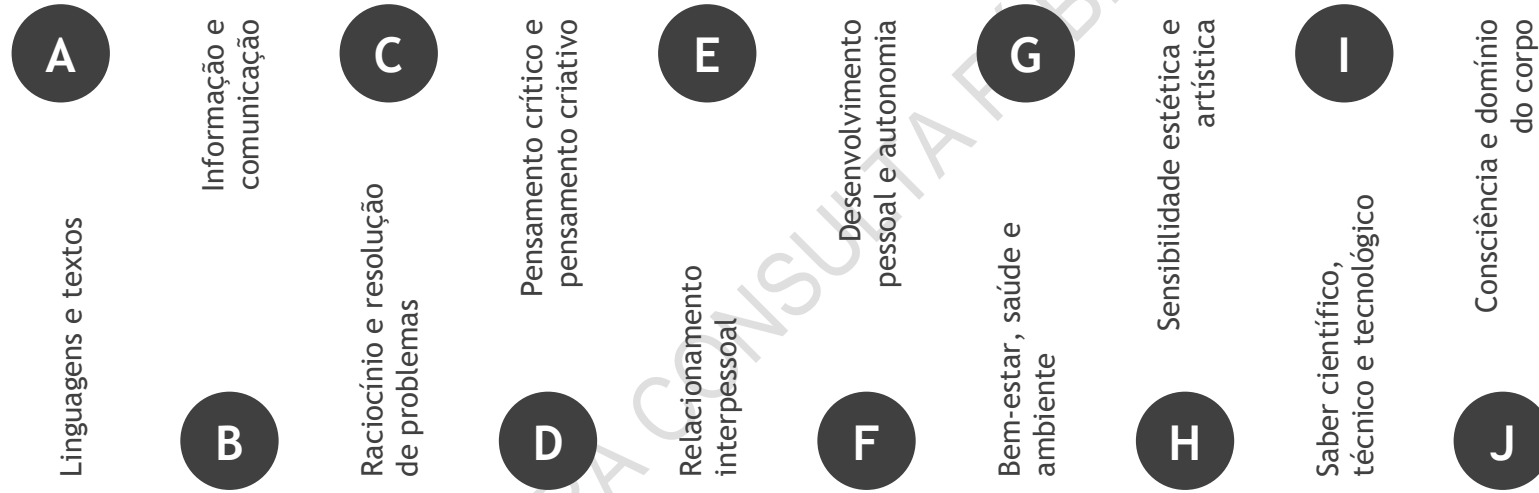 A
Linguagens e textos
Informação e
comunicação
B
C
Raciocínio e resolução
de problemas
Pensamento crítico e
pensamento criativo
D
E
Relacionamento
interpessoal
Desenvolvimento
pessoal e autonomia
F
G
Bem-estar, saúde e
ambiente
Sensibilidade estética e
artística
H
I
Saber científico,
técnico e tecnológico
Consciência e domínio
do corpo
J
CONSULTA